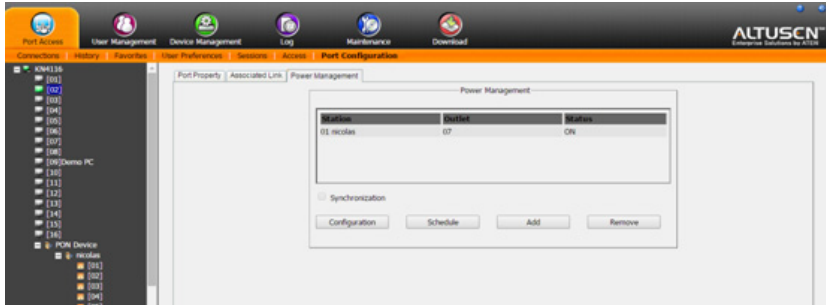 Port Access User Management Device Management Log Maintenance Download
ALTUSCN
Enterprise Solutions by ATEN
Connections History Favorites User Preferences Sessions Access Port Configuration
KN4116
[01]
[02]
[03]
[04]
[05]
[06]
[07]
[08]
[09]Demo PC
[10]
[11]
[12]
[13]
[14]
[15]
[16]
PON Device
nicolas
[01]
[02]
[03]
[04]
Port Property Associated Link Power Management
Power Management
Station Outlet Status
01 nicolas 07 ON
Synchronization
Configuration Schedule Add Remove